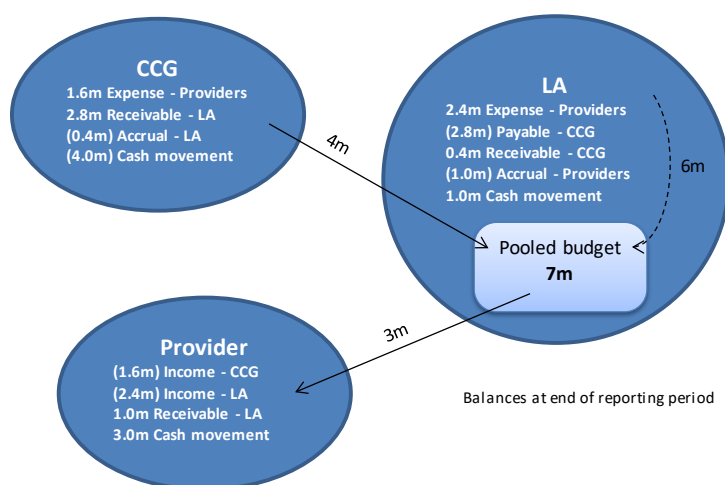 CCG
1.6m Expense - Providers
2.8m Receivable - LA
(0.4m) Accrual - LA
(4.0m) Cash movement
4m
LA
2.4m Expense - Providers
(2.8m) Payable - CCG
0.4m Receivable - CCG
(1.0m) Accrual - Providers
1.0m Cash movement
6m
Pooled budget
7m
3m
Provider
(1.6m) Income - CCG
(2.4m) Income - LA
1.0m Receivable - LA
3.0m Cash movement
Balances at end of reporting period